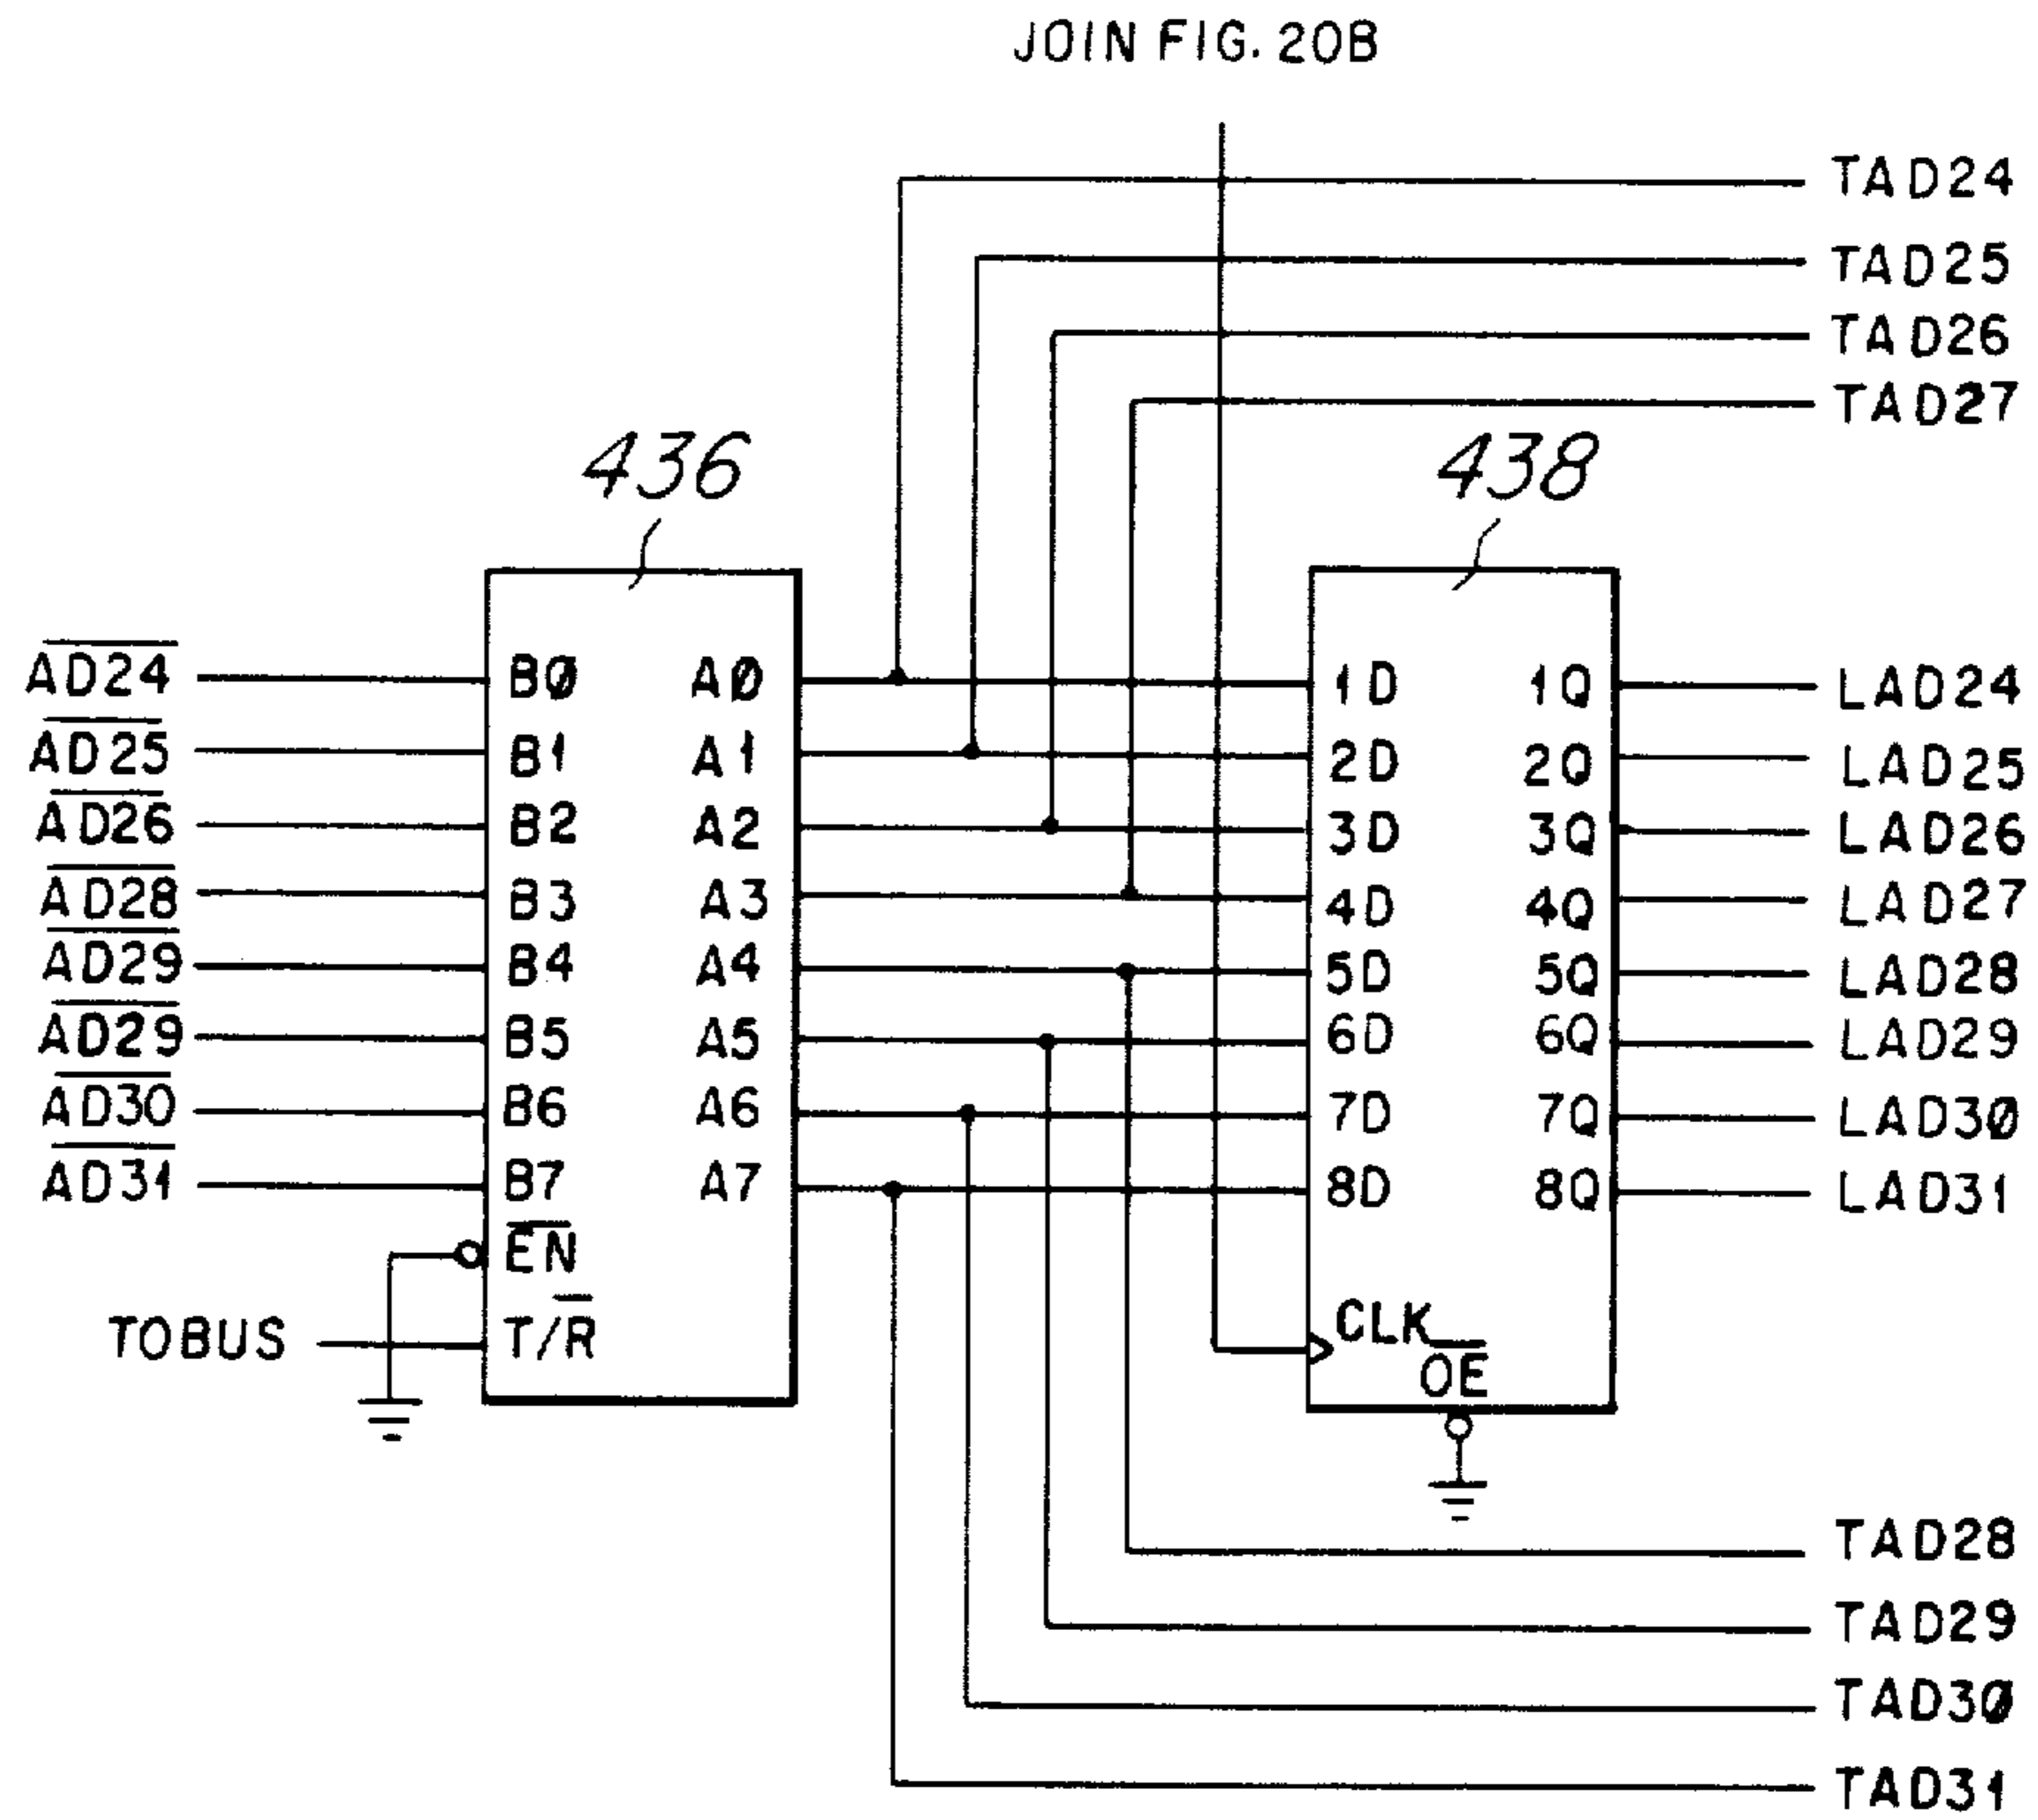 JOIN FIG. 20B
TAD24
TAD25
TAD26
TAD27
436
438
AD24 B0 A0 1D 1Q LAD24
AD25 B1 A1 2D 2Q LAD25
AD26 B2 A2 3D 3Q LAD26
AD28 B3 A3 4D 4Q LAD27
AD29 B4 A4 5D 5Q LAD28
AD29 B5 A5 6D 6Q LAD29
AD30 B6 A6 7D 7Q LAD30
AD31 B7 A7 8D 8Q LAD31
EN
TOBUS T/R CLK
OE
TAD28
TAD29
TAD30
TAD31